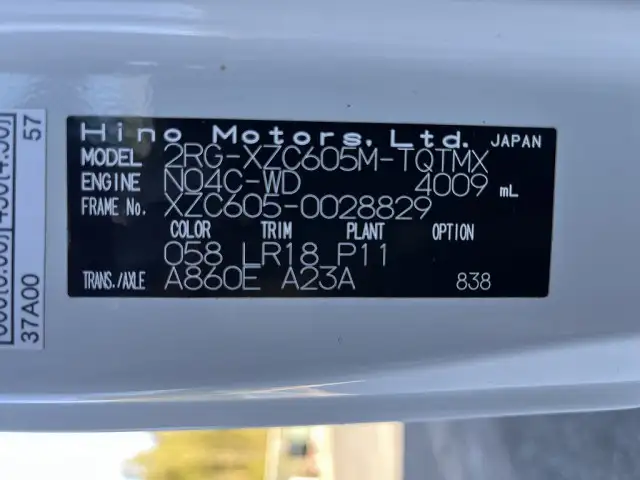 Hino Motors, Ltd. JAPAN
MODEL 2RG-XZC605M-TQTMX
ENGINE N04C-WD 4009 mL
FRAME No. XZC605-0028829
COLOR TRIM PLANT OPTION
058 LR18 P11
TRANS./AXLE A860E A23A 838
57
37A00